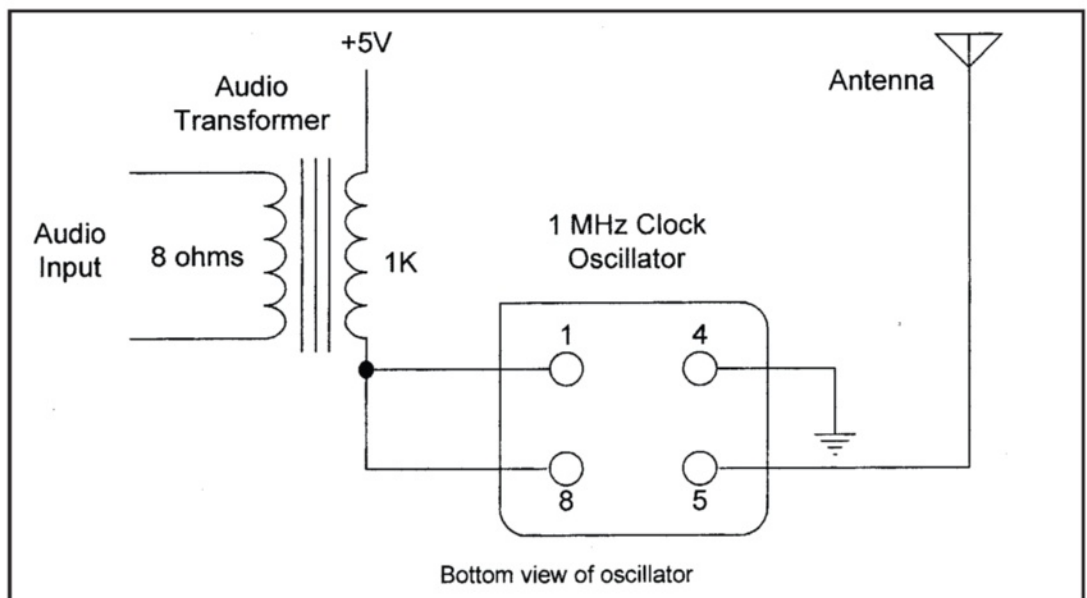 +5V
Audio
Transformer
Antenna
Audio
Input
8 ohms
1K
1 MHz Clock
Oscillator
1
4
8
5
Bottom view of oscillator